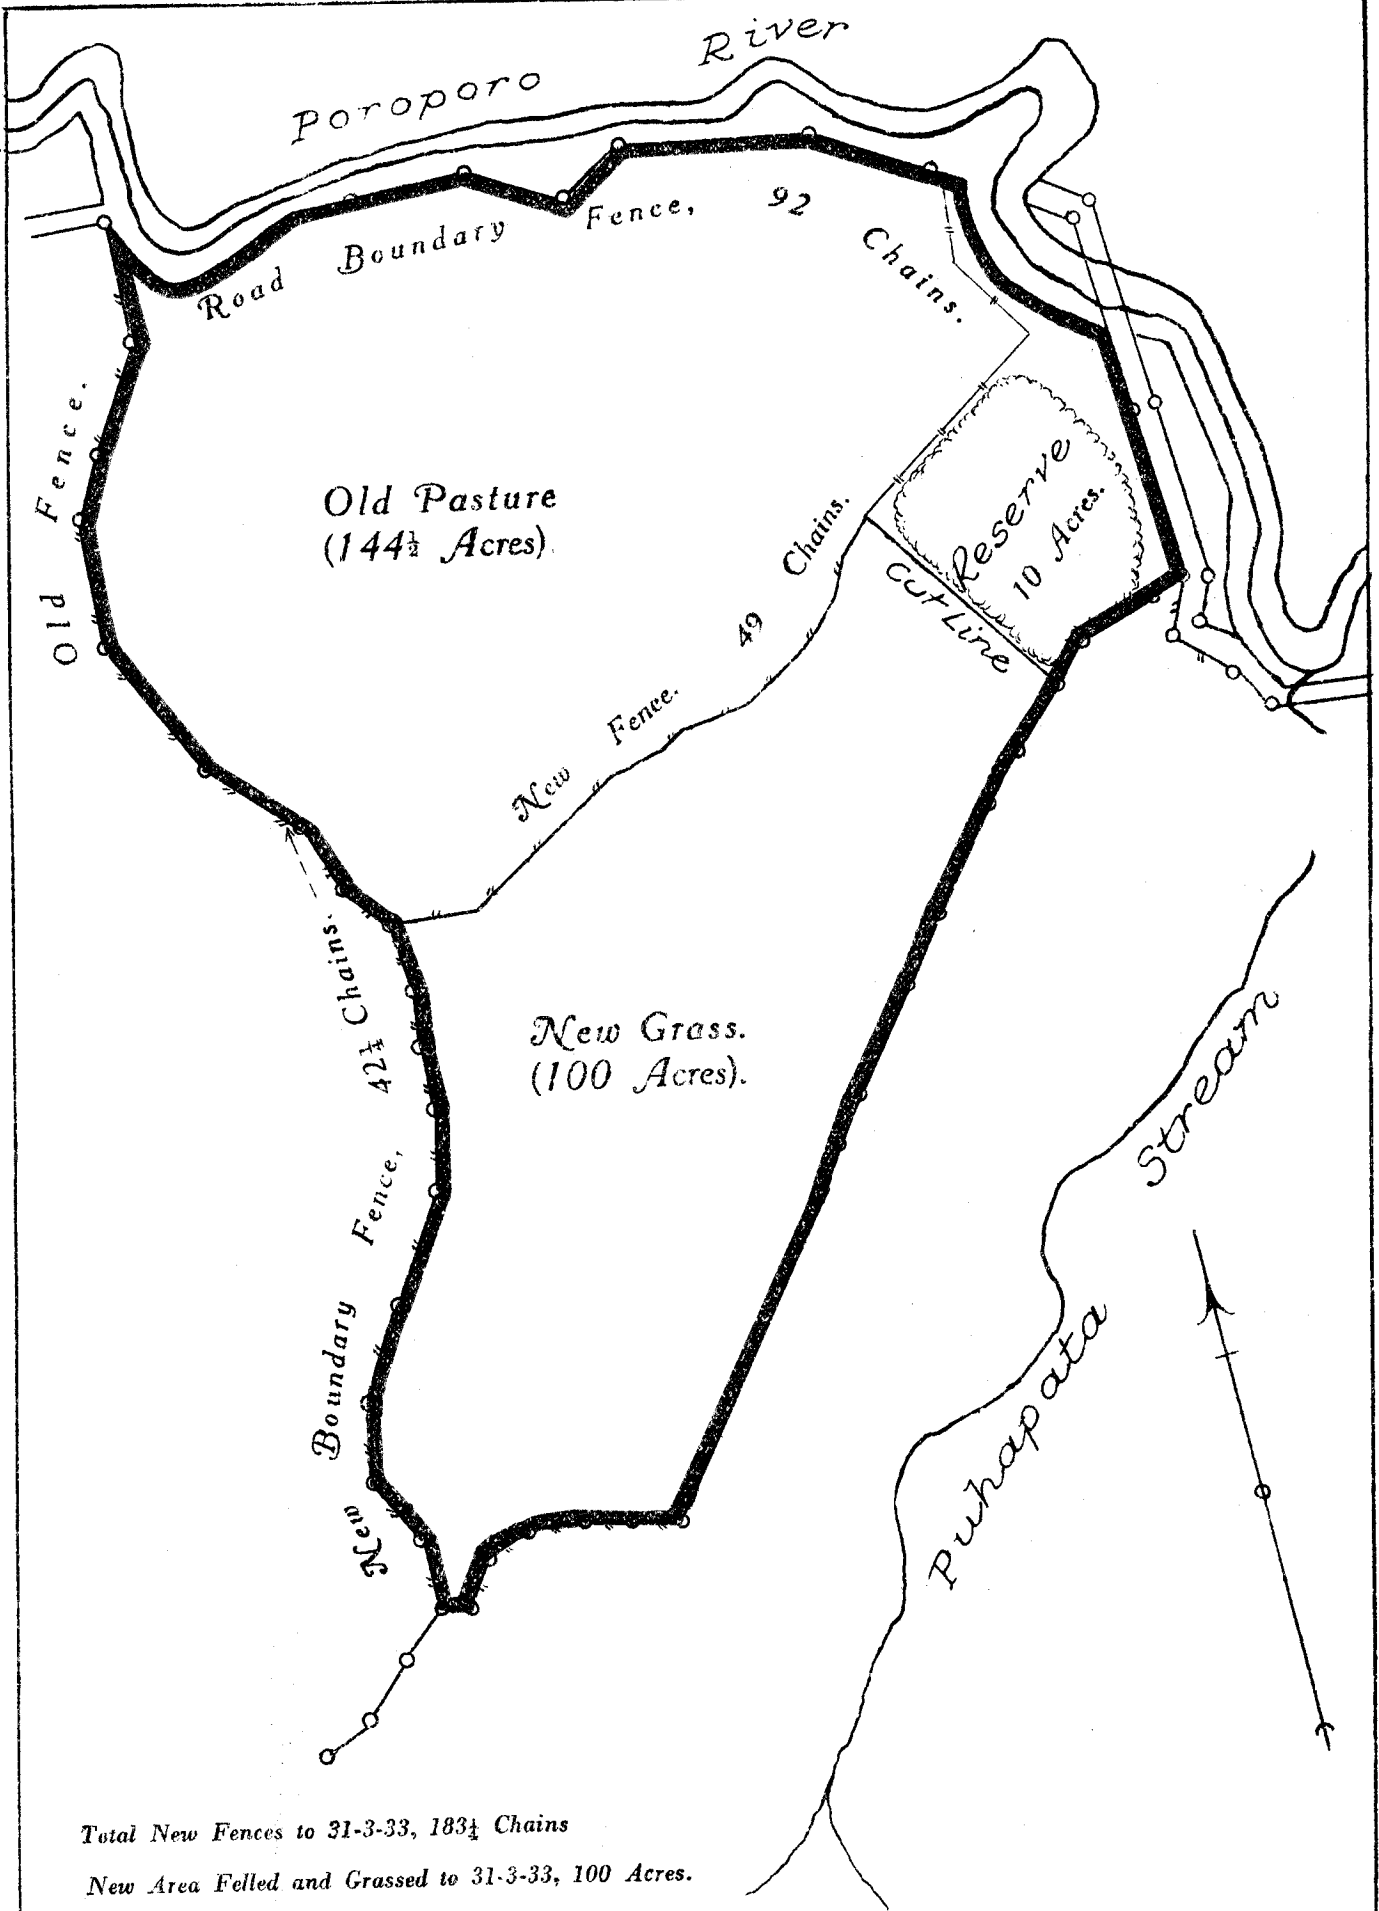 Poroporo River
Road Boundary Fence, 92 Chains.
Old Fence.
Old Pasture
(144½ Acres)
Reserve
10 Acres.
Cut Line
New Fence. 49 Chains.
New Boundary Fence, 42¼ Chains.
New Grass.
(100 Acres).
Puhapata Stream
Total New Fences to 31-3-33, 183¼ Chains
New Area Felled and Grassed to 31-3-33, 100 Acres.